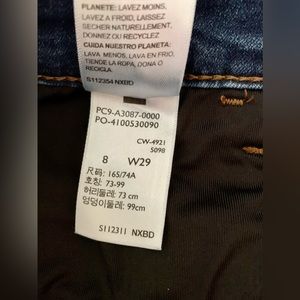 PLANETE: LAVEZ MOINS,
LAVEZ A FROID, LAISSEZ
SECHER NATURELLEMENT,
DONNEZ OU RECYCLEZ
CUIDA NUESTRO PLANETA:
LAVA MENOS, LAVA EN FRIO,
TIENDE LA ROPA, DONA O
RECICLA.
S112354 NXBD
PC9-A3087-0000
PO-4100530090
CW-4921
5098
8 W29
尺码: 165/74A
호칭: 73-99
허리둘레: 73 cm
엉덩이둘레: 99cm
S112311 NXBD